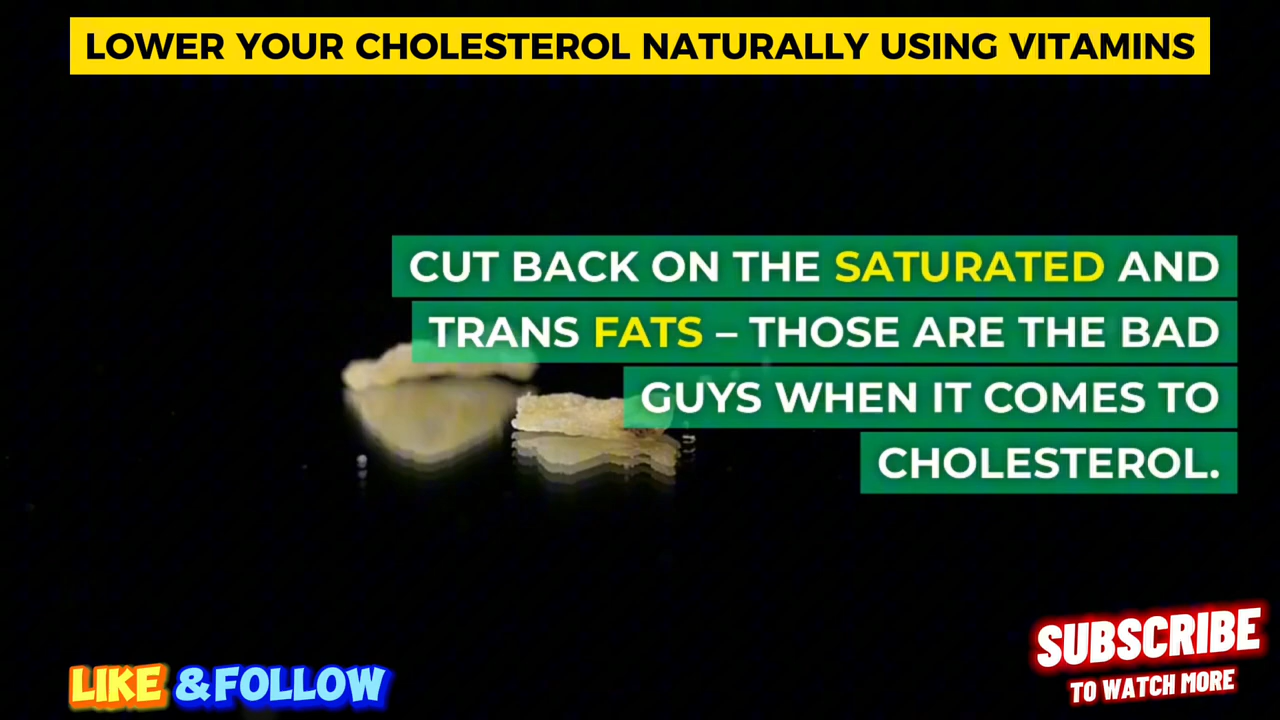 LOWER YOUR CHOLESTEROL NATURALLY USING VITAMINS
CUT BACK ON THE SATURATED AND
TRANS FATS – THOSE ARE THE BAD
GUYS WHEN IT COMES TO
CHOLESTEROL.
SUBSCRIBE
TO WATCH MORE
LIKE & FOLLOW